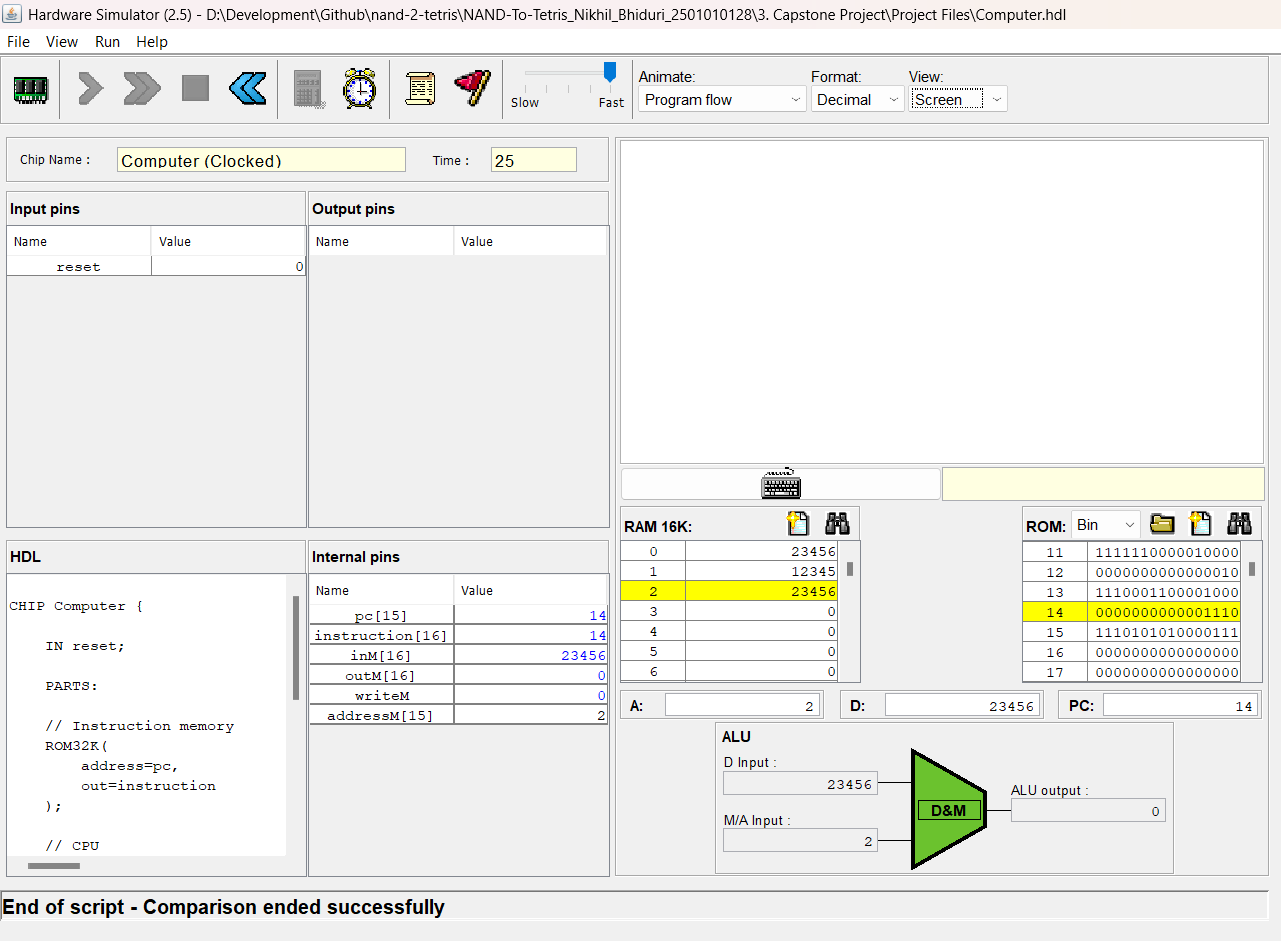 Hardware Simulator (2.5) - D:\Development\Github\nand-2-tetris\NAND-To-Tetris_Nikhil_Bhiduri_2501010128\3. Capstone Project\Project Files\Computer.hdl
File View Run Help
Slow Fast
Animate: Format: View:
Program flow Decimal Screen
Chip Name : Computer (Clocked) Time : 25
Input pins
Name Value
reset 0
Output pins
Name Value
HDL
CHIP Computer {
IN reset;
PARTS:
// Instruction memory
ROM32K(
address=pc,
out=instruction
);
// CPU
Internal pins
Name Value
pc[15] 14
instruction[16] 14
inM[16] 23456
outM[16] 0
writeM 0
addressM[15] 2
RAM 16K:
0 23456
1 12345
2 23456
3 0
4 0
5 0
6 0
ROM: Bin
11 1111110000010000
12 0000000000000010
13 1110001100001000
14 0000000000001110
15 1110101010000111
16 0000000000000000
17 0000000000000000
A: 2 D: 23456 PC: 14
ALU
D Input :
23456
M/A Input :
2
D&M
ALU output :
0
End of script - Comparison ended successfully